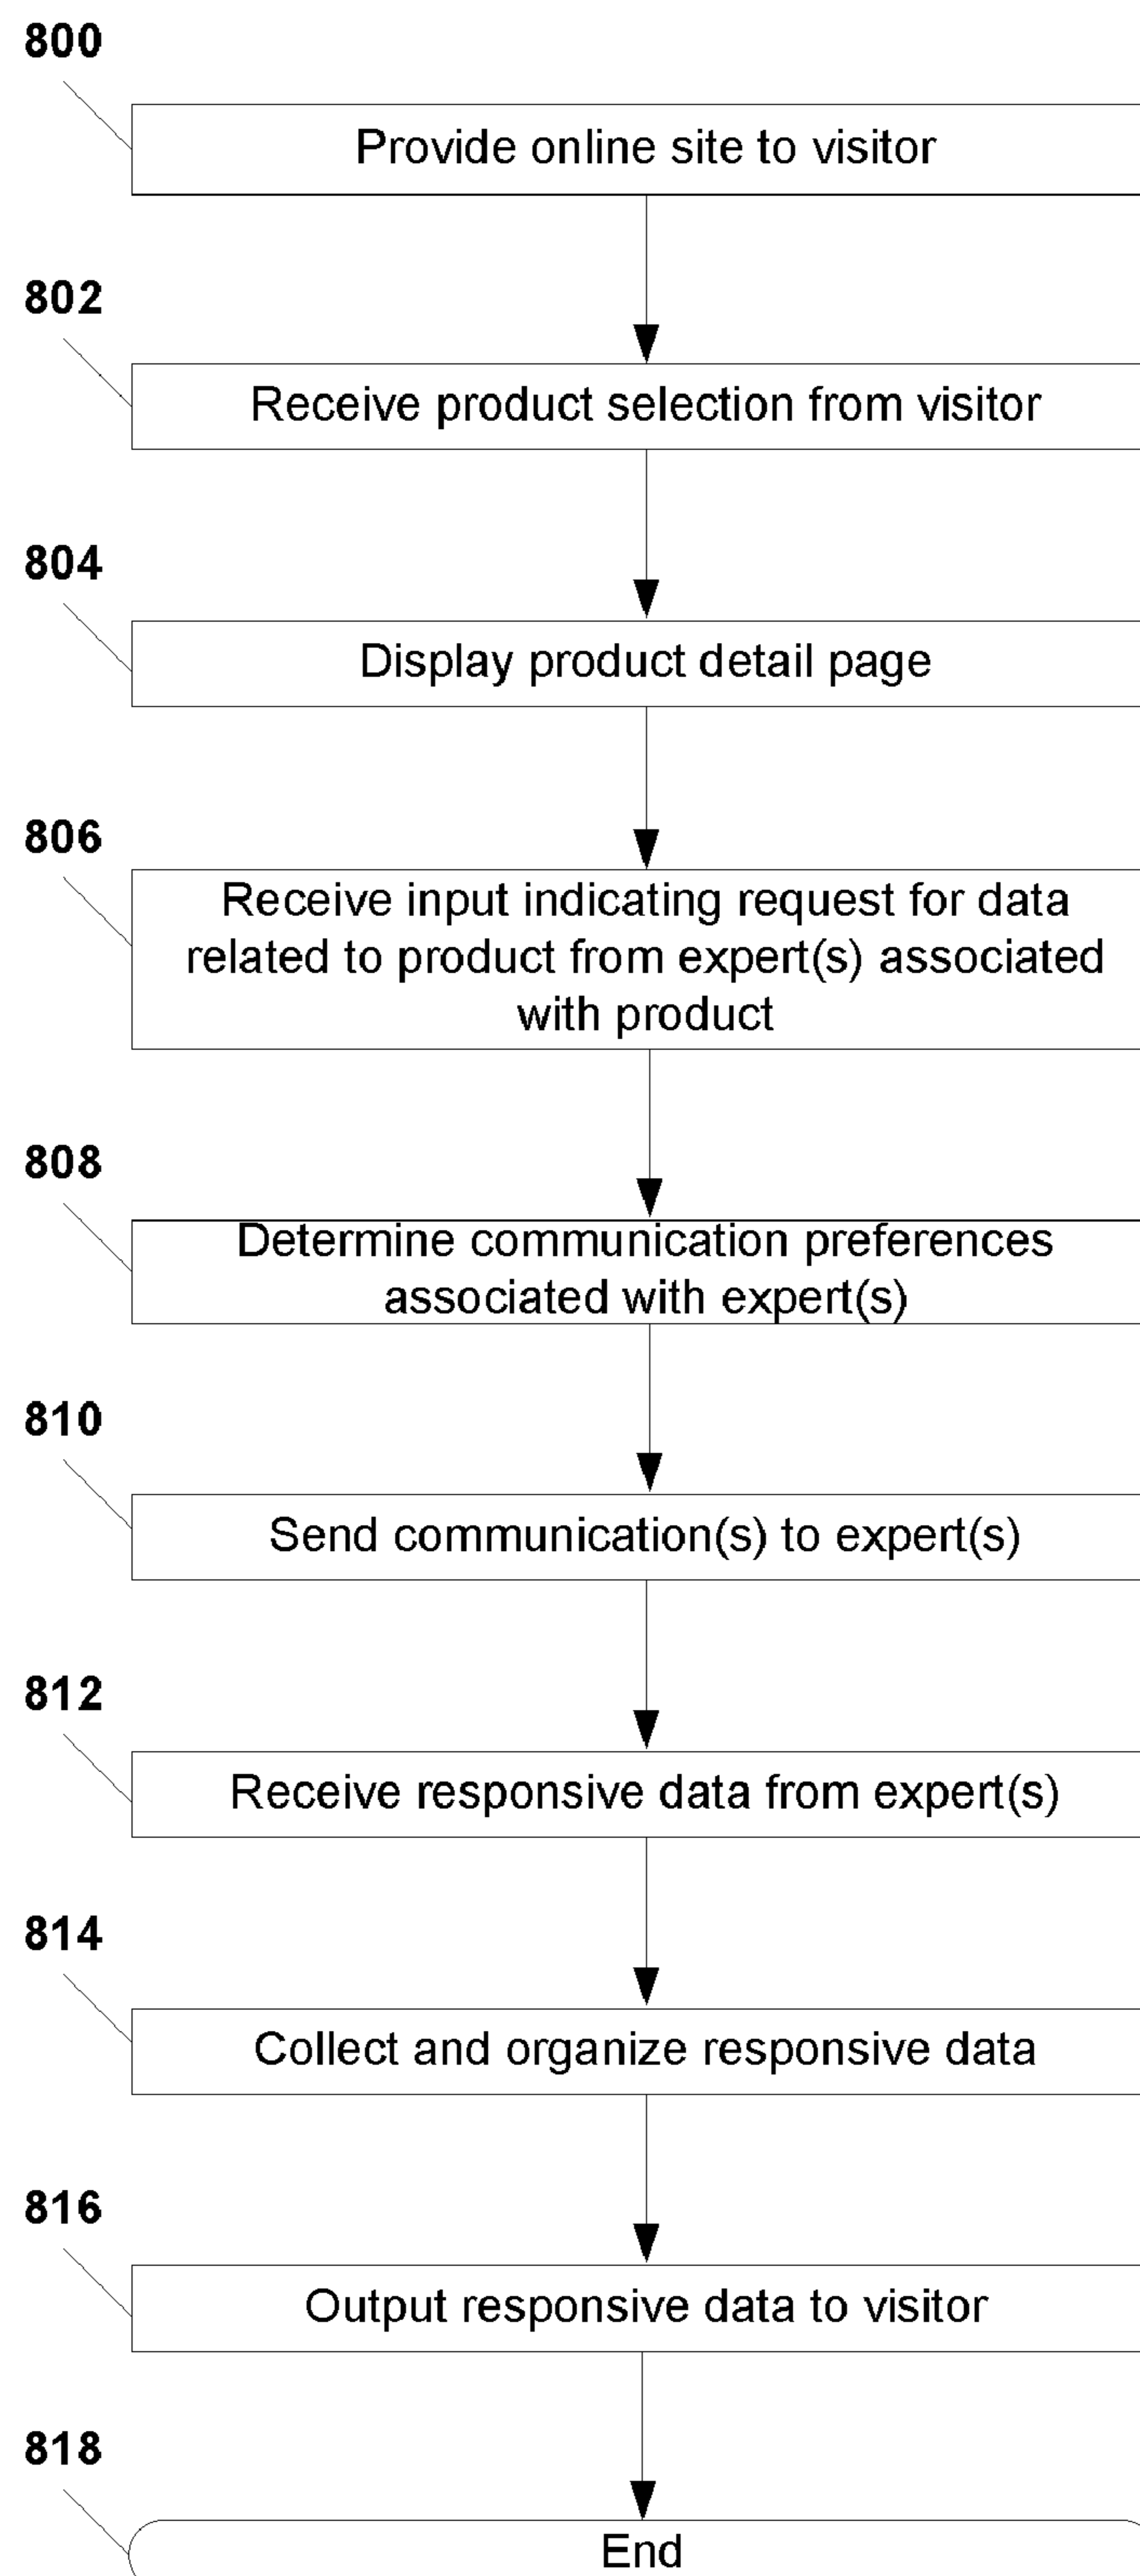 800
Provide online site to visitor
802
Receive product selection from visitor
804
Display product detail page
806
Receive input indicating request for data
related to product from expert(s) associated
with product
808
Determine communication preferences
associated with expert(s)
810
Send communication(s) to expert(s)
812
Receive responsive data from expert(s)
814
Collect and organize responsive data
816
Output responsive data to visitor
818
End